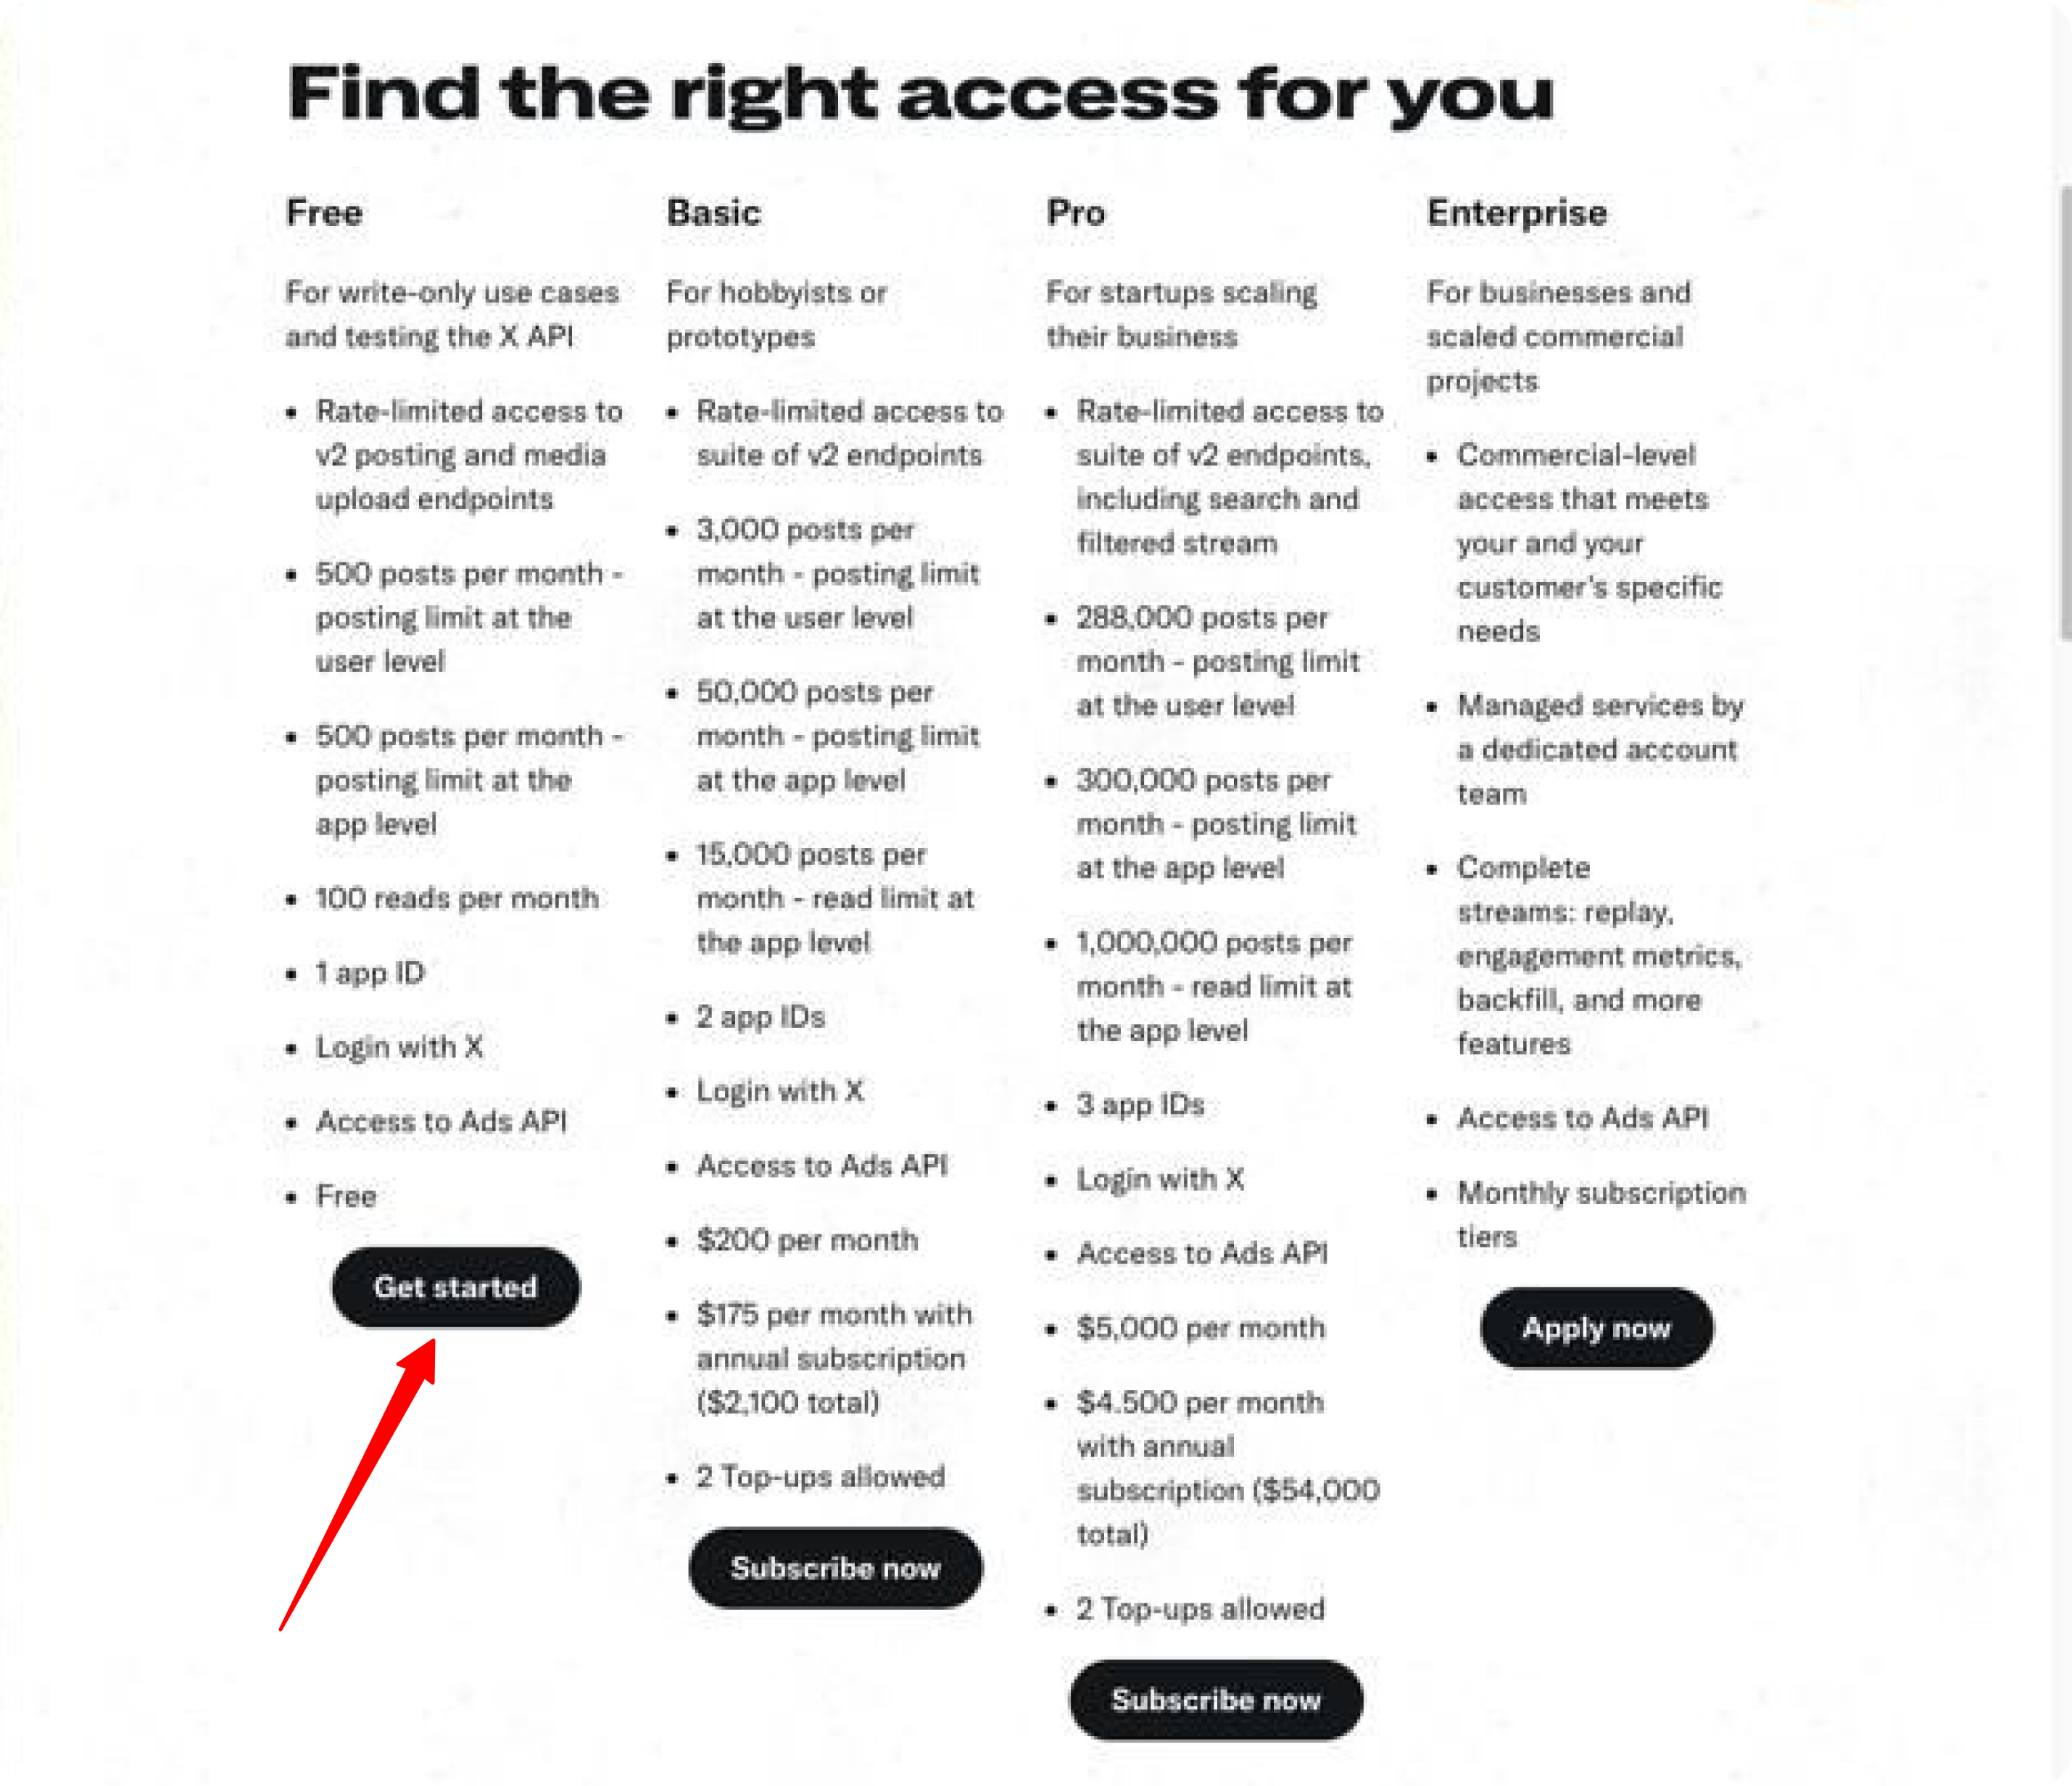 Find the right access for you
Free
For write-only use cases
and testing the X API
• Rate-limited access to
v2 posting and media
upload endpoints
• 500 posts per month -
posting limit at the
user level
• 500 posts per month -
posting limit at the
app level
• 100 reads per month
• 1 app ID
• Login with X
• Access to Ads API
• Free
Get started
Basic
For hobbyists or
prototypes
• Rate-limited access to
suite of v2 endpoints
• 3,000 posts per
month - posting limit
at the user level
• 50,000 posts per
month - posting limit
at the app level
• 15,000 posts per
month - read limit at
the app level
• 2 app IDs
• Login with X
• Access to Ads API
• $200 per month
• $175 per month with
annual subscription
($2,100 total)
• 2 Top-ups allowed
Subscribe now
Pro
For startups scaling
their business
• Rate-limited access to
suite of v2 endpoints,
including search and
filtered stream
• 288,000 posts per
month - posting limit
at the user level
• 300,000 posts per
month - posting limit
at the app level
• 1,000,000 posts per
month - read limit at
the app level
• 3 app IDs
• Login with X
• Access to Ads API
• $5,000 per month
• $4.500 per month
with annual
subscription ($54,000
total)
• 2 Top-ups allowed
Subscribe now
Enterprise
For businesses and
scaled commercial
projects
• Commercial-level
access that meets
your and your
customer's specific
needs
• Managed services by
a dedicated account
team
• Complete
streams: replay,
engagement metrics,
backfill, and more
features
• Access to Ads API
• Monthly subscription
tiers
Apply now